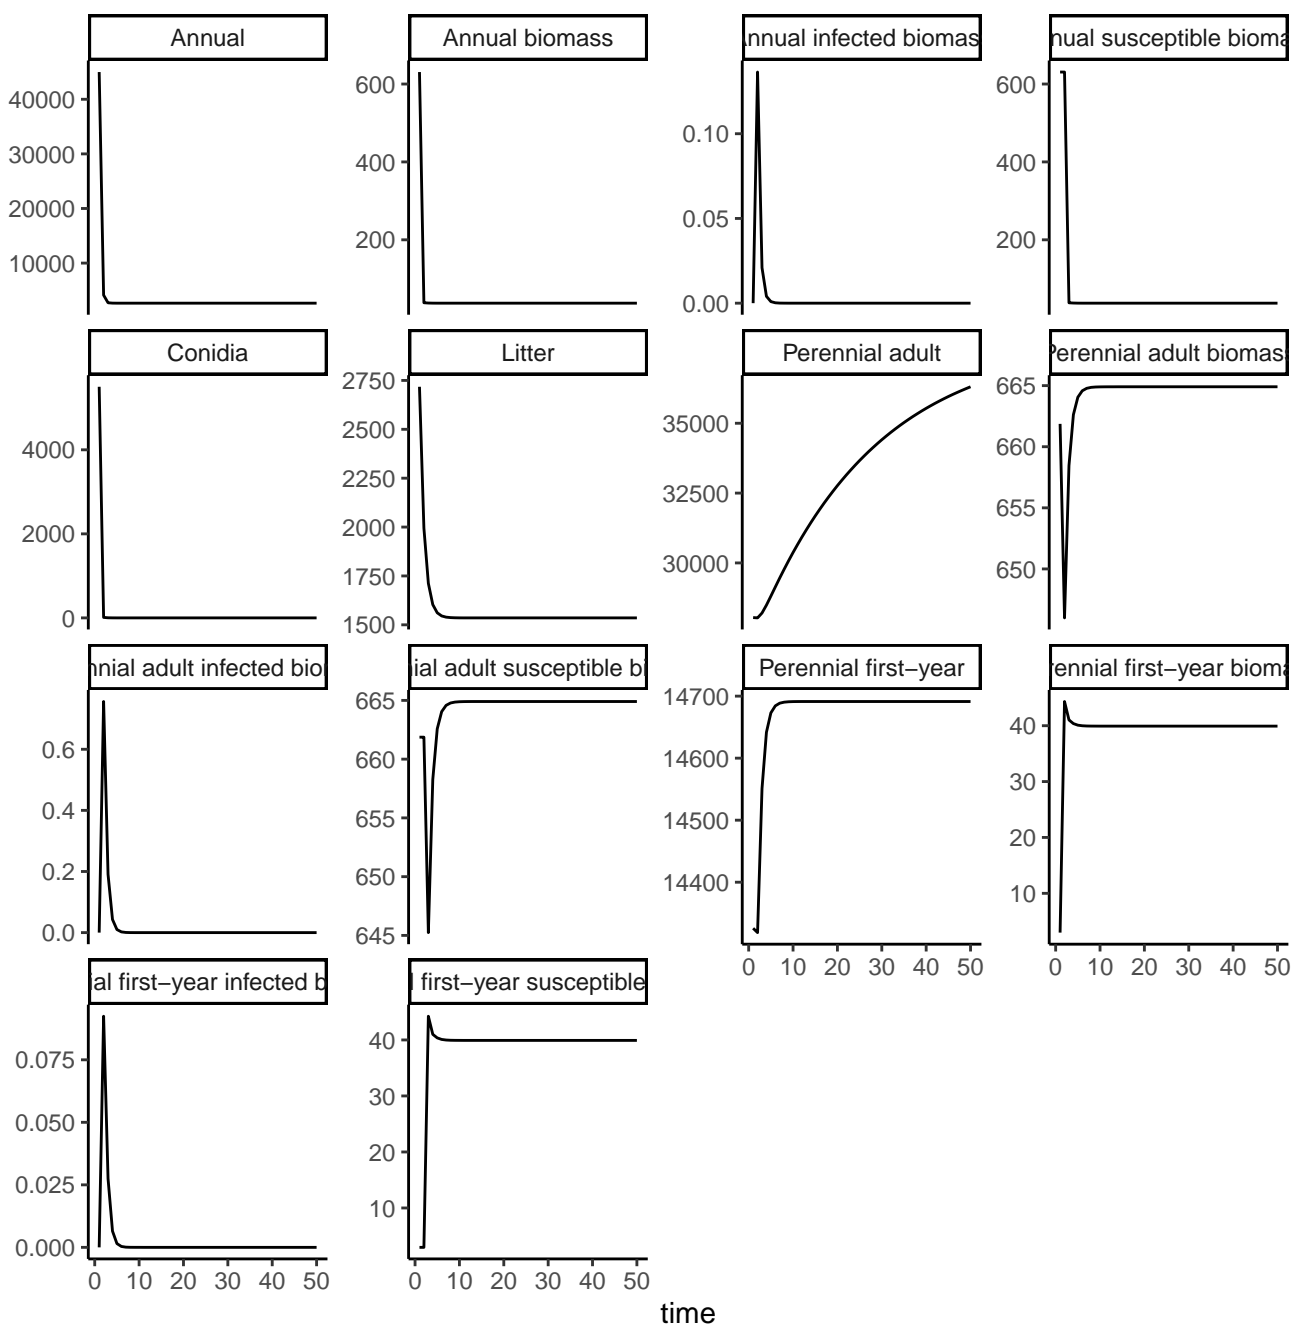 Annual
Annual biomass
nnual infected biomas
nual susceptible bioma
40000
30000
20000
10000
600
400
200
0.10
0.05
0.00
600
400
200
Conidia
Litter
Perennial adult
Perennial adult biomass
4000
2000
0
2750
2500
2250
2000
1750
1500
35000
32500
30000
665
660
655
650
nnial adult infected bion
nial adult susceptible bi
Perennial first−year
rennial first−year bioma
0.6
0.4
0.2
0.0
665
660
655
650
645
14700
14600
14500
14400
40
30
20
10
0 10 20 30 40 50
0 10 20 30 40 50
ial first−year infected b
l first−year susceptible
0.075
0.050
0.025
0.000
40
30
20
10
0 10 20 30 40 50
0 10 20 30 40 50
time